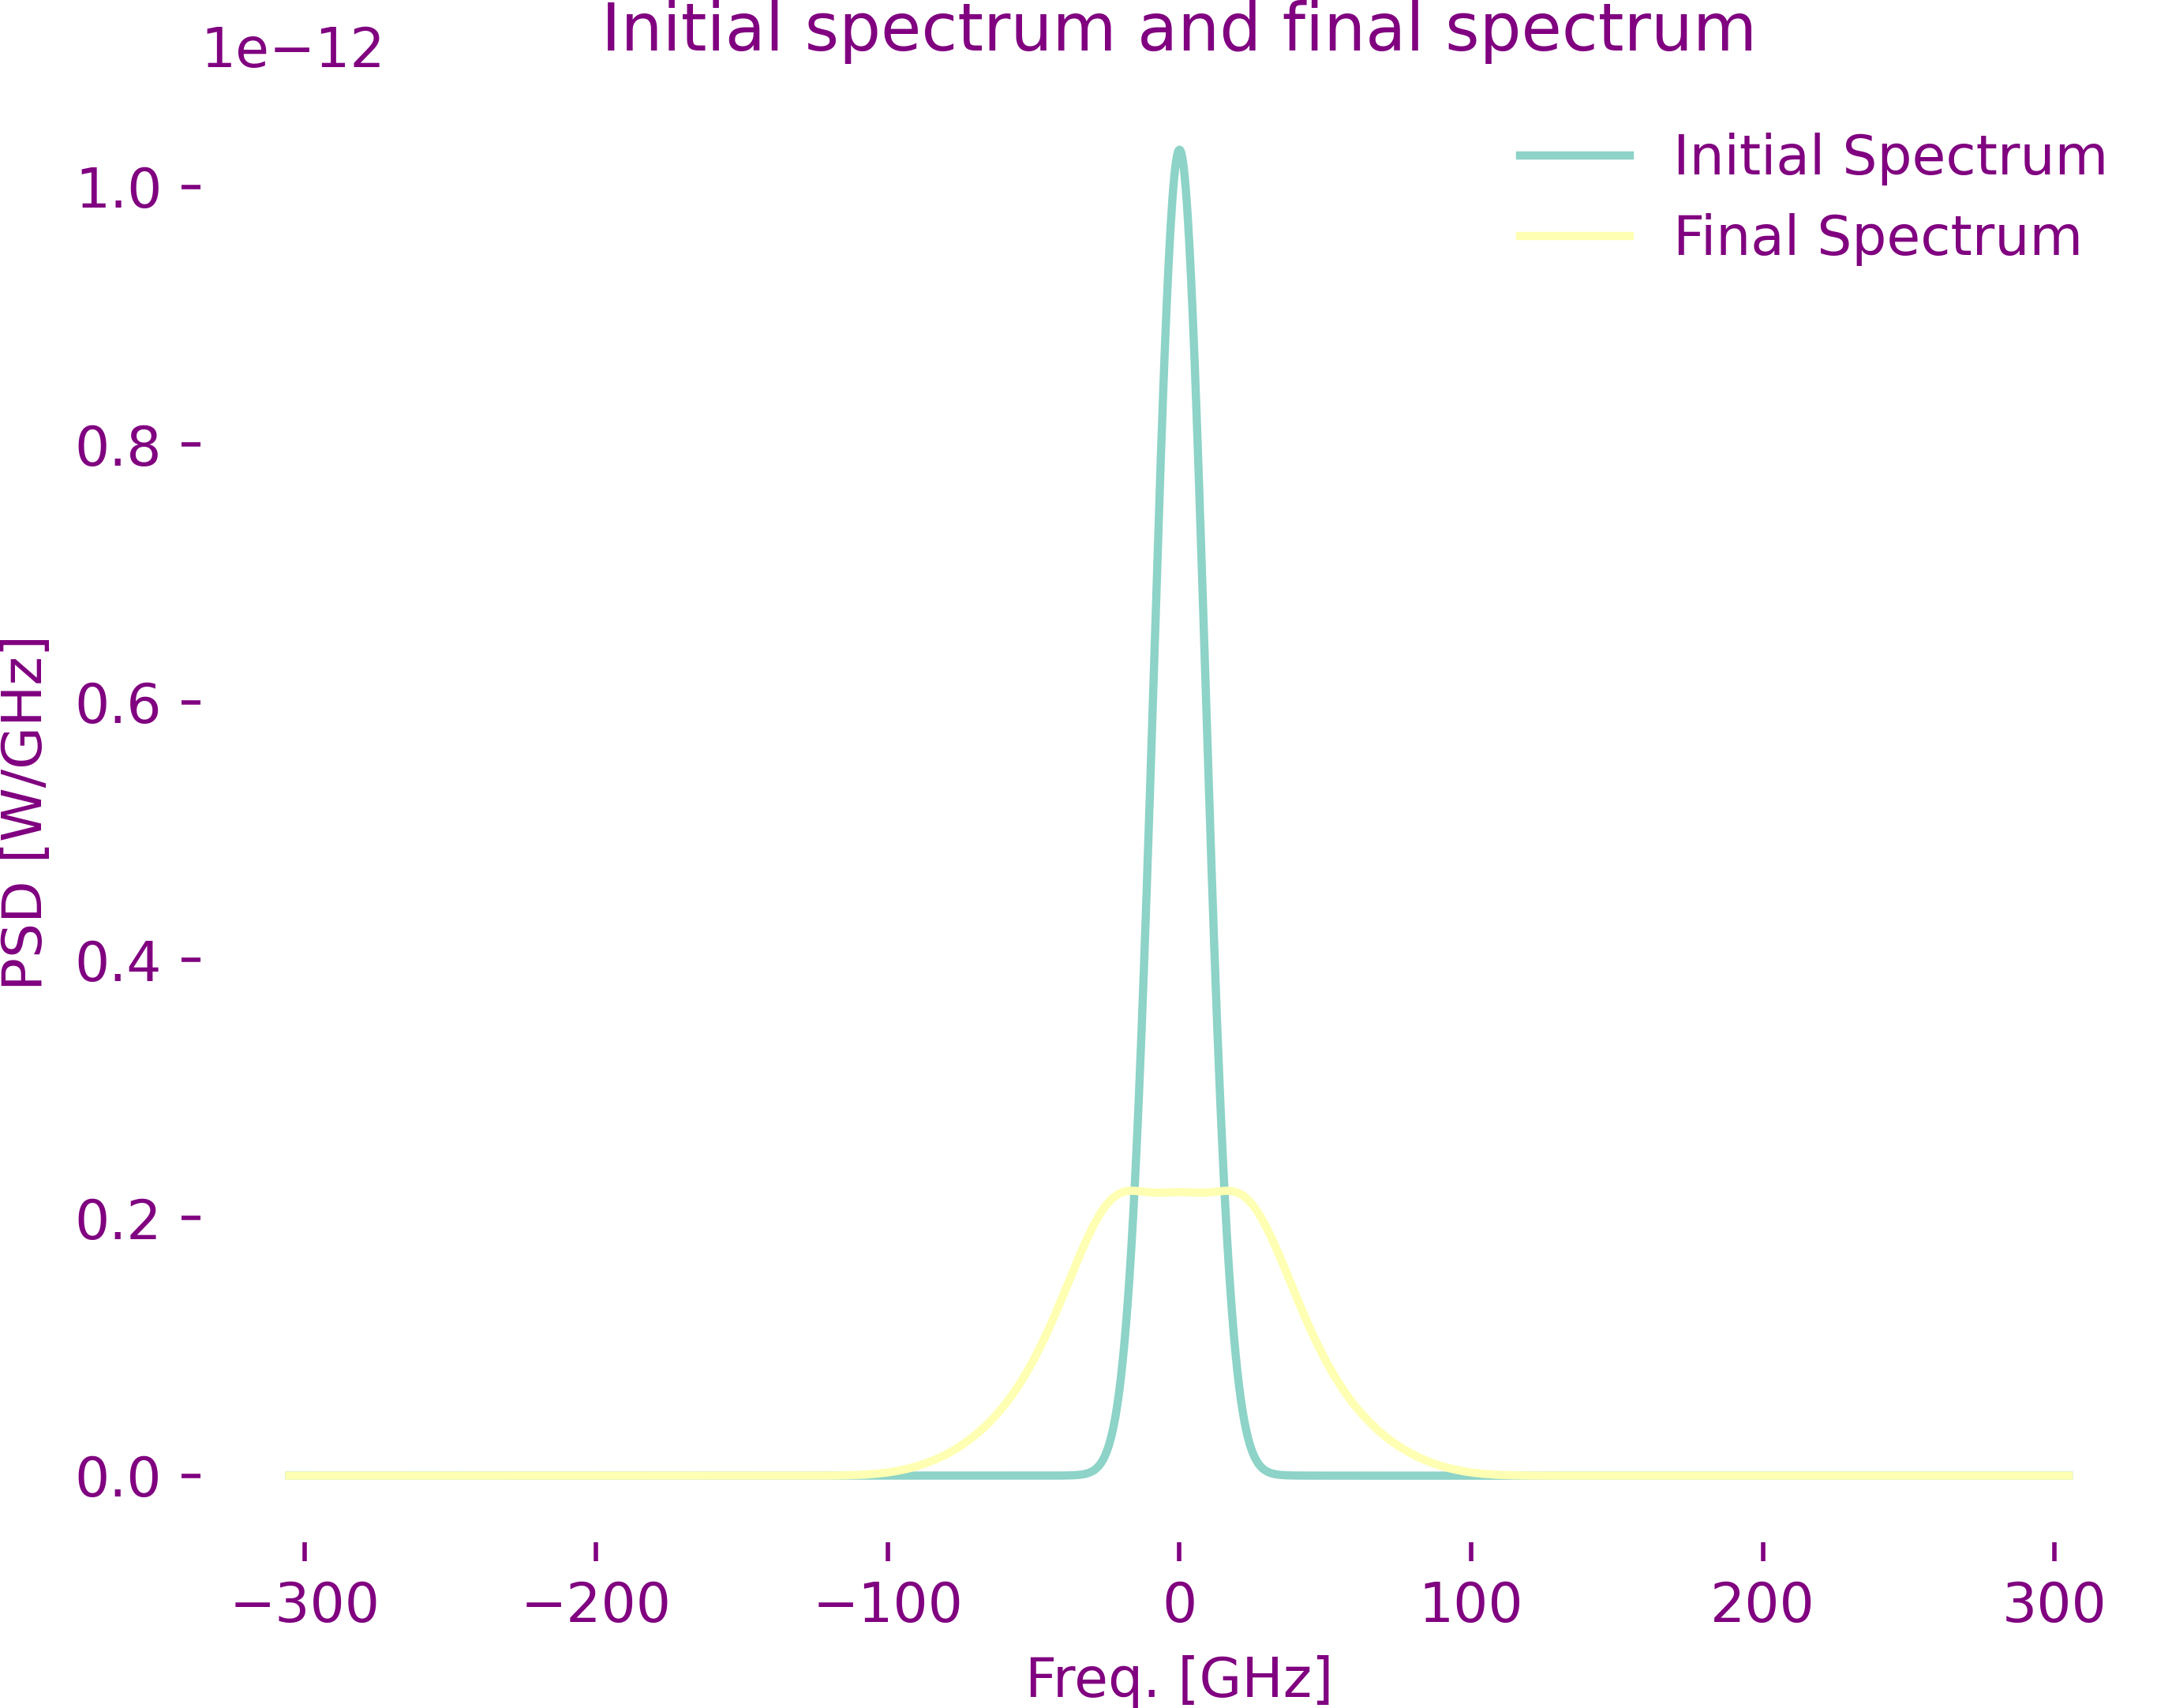 Initial spectrum and final spectrum
1e−12
Initial Spectrum
Final Spectrum
1.0
0.8
0.6
0.4
0.2
0.0
PSD [W/GHz]
−300 −200 −100 0 100 200 300
Freq. [GHz]